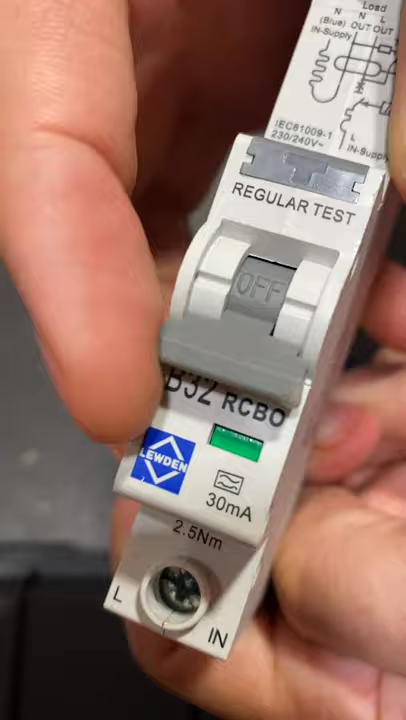 Load
N N L
(Blue) OUT OUT
IN-Supply
L
IN-Supply
IEC61009-1
230/240V~
REGULAR TEST
OFF
B32 RCBO
LEWDEN
30mA
2.5Nm
L IN